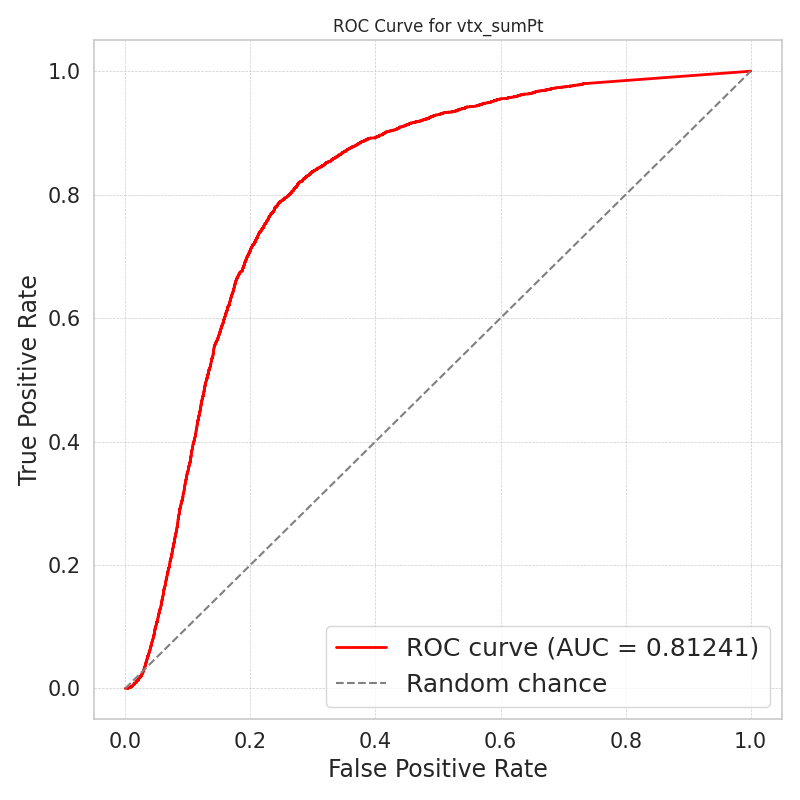 ROC Curve for vtx_sumPt
True Positive Rate
1.0
0.8
0.6
0.4
0.2
0.0
ROC curve (AUC = 0.81241)
Random chance
0.0 0.2 0.4 0.6 0.8 1.0
False Positive Rate